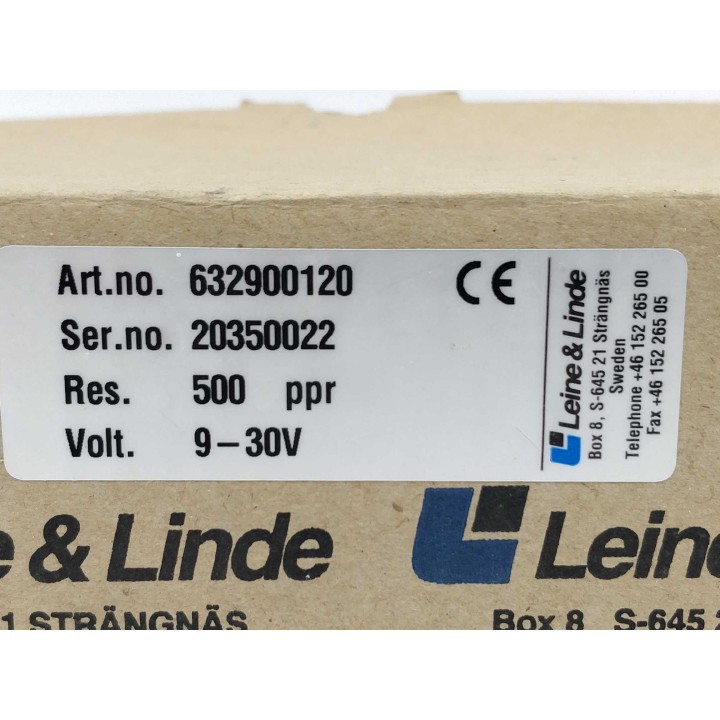 Art.no. 632900120
Ser.no. 20350022
Res. 500 ppr
Volt. 9-30V
CE
Leine & Linde
Box 8, S-645 21 Strängnäs
Sweden
Telephone +46 152 265 00
Fax +46 152 265 05
e & Linde
1 STRÄNGNÄS
Leine
Box 8 S-645 2